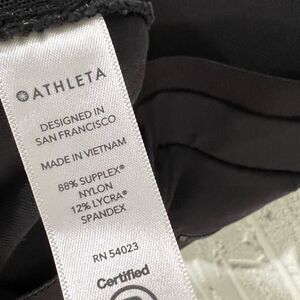 ATHLETA
DESIGNED IN
SAN FRANCISCO
MADE IN VIETNAM
88% SUPPLEX®
NYLON
12% LYCRA®
SPANDEX
RN 54023
Certified